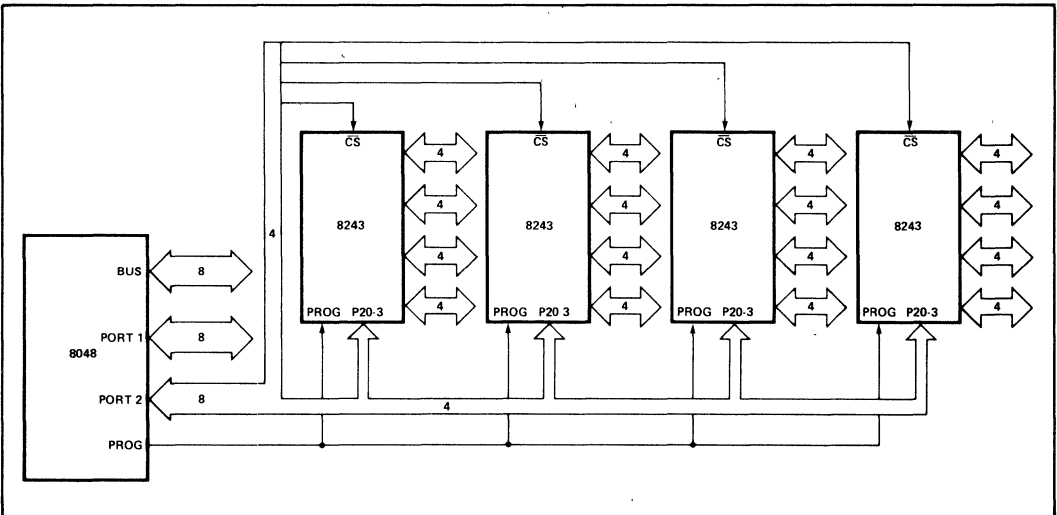 CS CS CS CS
4 4 4 4
4 4 4 4
4
8243 8243 8243 8243
4 4 4 4
BUS 8
4 4 4 4
PROG P20-3 PROG P20 3 PROG P20-3 PROG P20-3
PORT 1 8
8048
PORT 2 8
4
PROG